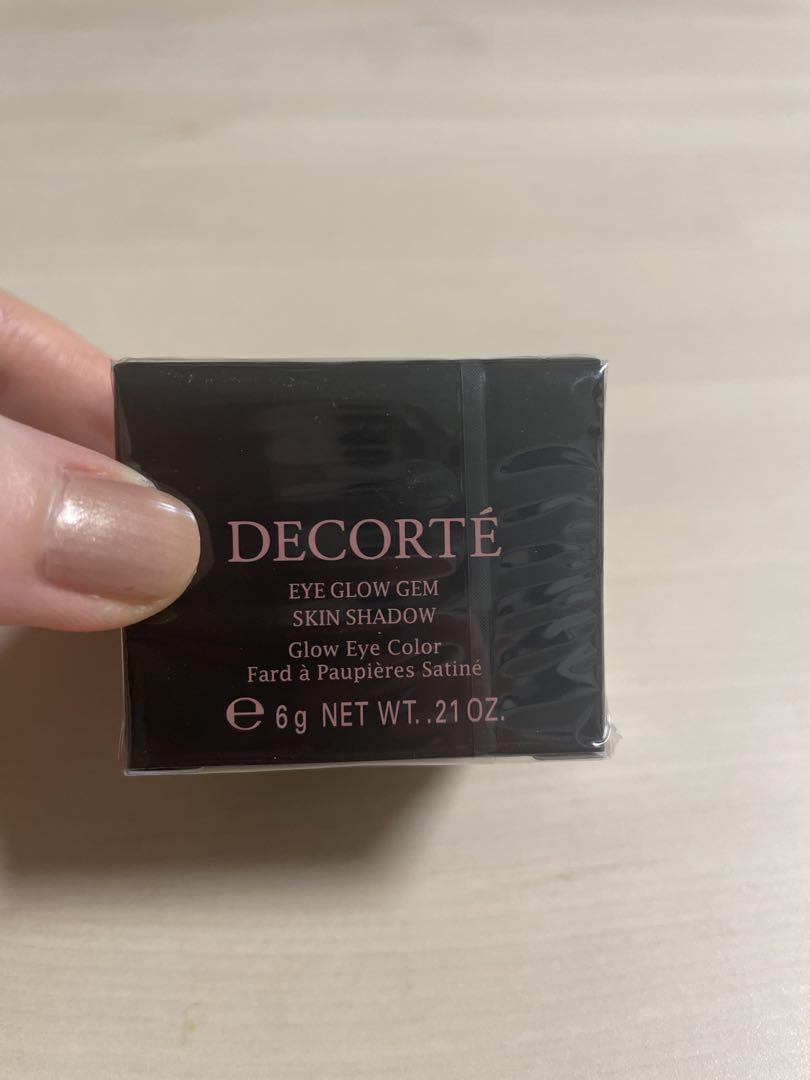 DECORTÉ
EYE GLOW GEM
SKIN SHADOW
Glow Eye Color
Fard à Paupières Satiné
℮ 6g NET WT. .21 OZ.